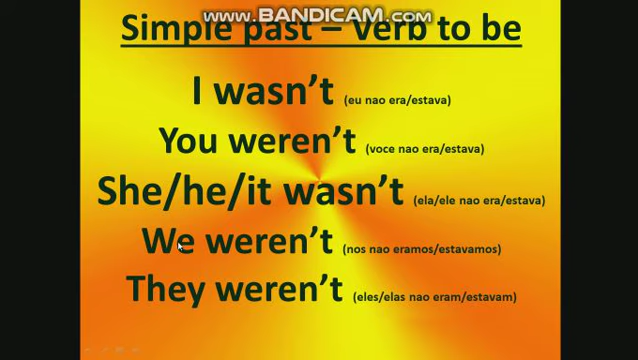 www.BANDICAM.com
Simple past – Verb to be
I wasn't (eu nao era/estava)
You weren't (voce nao era/estava)
She/he/it wasn't (ela/ele nao era/estava)
We weren't (nos nao eramos/estavamos)
They weren't (eles/elas nao eram/estavam)